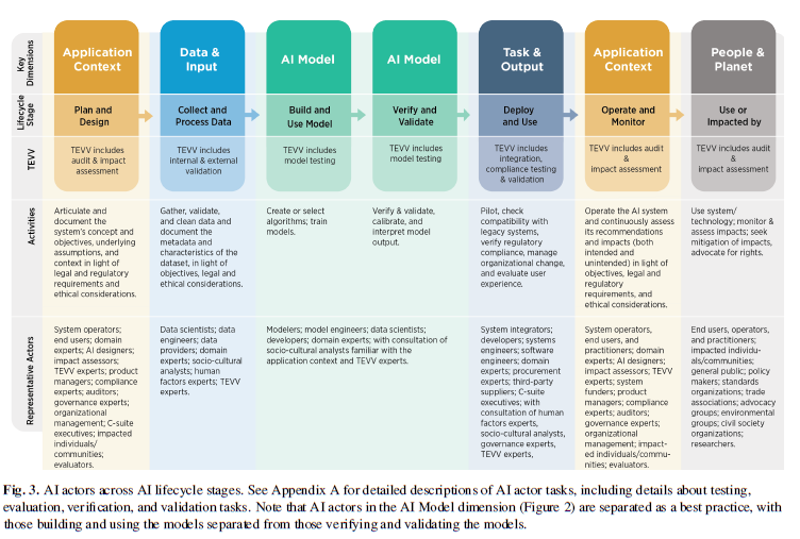 Key Dimensions
Application
Context
Data &
Input
AI Model
AI Model
Task &
Output
Application
Context
People &
Planet
Lifecycle Stage
Plan and
Design
Collect and
Process Data
Build and
Use Model
Verify and
Validate
Deploy
and Use
Operate and
Monitor
Use or
Impacted by
TEVV
TEVV includes
audit & impact
assessment
TEVV includes
internal & external
validation
TEVV includes
model testing
TEVV includes
model testing
TEVV includes
integration,
compliance testing
& validation
TEVV includes audit
&
impact assessment
TEVV includes audit
&
impact assessment
Activities
Articulate and
document the
system's concept and
objectives, underlying
assumptions, and
context in light of
legal and regulatory
requirements and
ethical considerations.
Gather, validate,
and clean data and
document the
metadata and
characteristics of the
dataset, in light of
objectives, legal and
ethical considerations.
Create or select
algorithms; train
models.
Verify & validate,
calibrate, and
interpret model
output.
Pilot, check
compatibility with
legacy systems,
verify regulatory
compliance, manage
organizational change,
and evaluate user
experience.
Operate the AI system
and continuously assess
its recommendations
and impacts (both
intended and
unintended) in light of
objectives, legal and
regulatory
requirements, and
ethical considerations.
Use system/
technology; monitor &
assess impacts; seek
mitigation of impacts,
advocate for rights.
Representative Actors
System operators;
end users; domain
experts; AI designers;
impact assessors;
TEVV experts; product
managers; compliance
experts; auditors;
governance experts;
organizational
management; C-suite
executives; impacted
individuals/
communities;
evaluators.
Data scientists; data
engineers; data
providers; domain
experts; socio-cultural
analysts; human
factors experts; TEVV
experts.
Modelers; model engineers; data scientists;
developers; domain experts; with consultation of
socio-cultural analysts familiar with the
application context and TEVV experts.
System integrators;
developers; systems
engineers; software
engineers; domain
experts; procurement
experts; third-party
suppliers; C-suite
executives; with
consultation of human
factors experts,
socio-cultural analysts,
governance experts,
TEVV experts,
System operators,
end users, and
practitioners; domain
experts; AI designers;
impact assessors; TEVV
experts; system
funders; product
managers; compliance
experts; auditors;
governance experts;
organizational
management; impact-
ed individuals/commu-
nities; evaluators.
End users, operators,
and practitioners;
impacted individu-
als/communities;
general public; policy
makers; standards
organizations; trade
associations; advocacy
groups; environmental
groups; civil society
organizations;
researchers.
Fig. 3. AI actors across AI lifecycle stages. See Appendix A for detailed descriptions of AI actor tasks, including details about testing,
evaluation, verification, and validation tasks. Note that AI actors in the AI Model dimension (Figure 2) are separated as a best practice, with
those building and using the models separated from those verifying and validating the models.